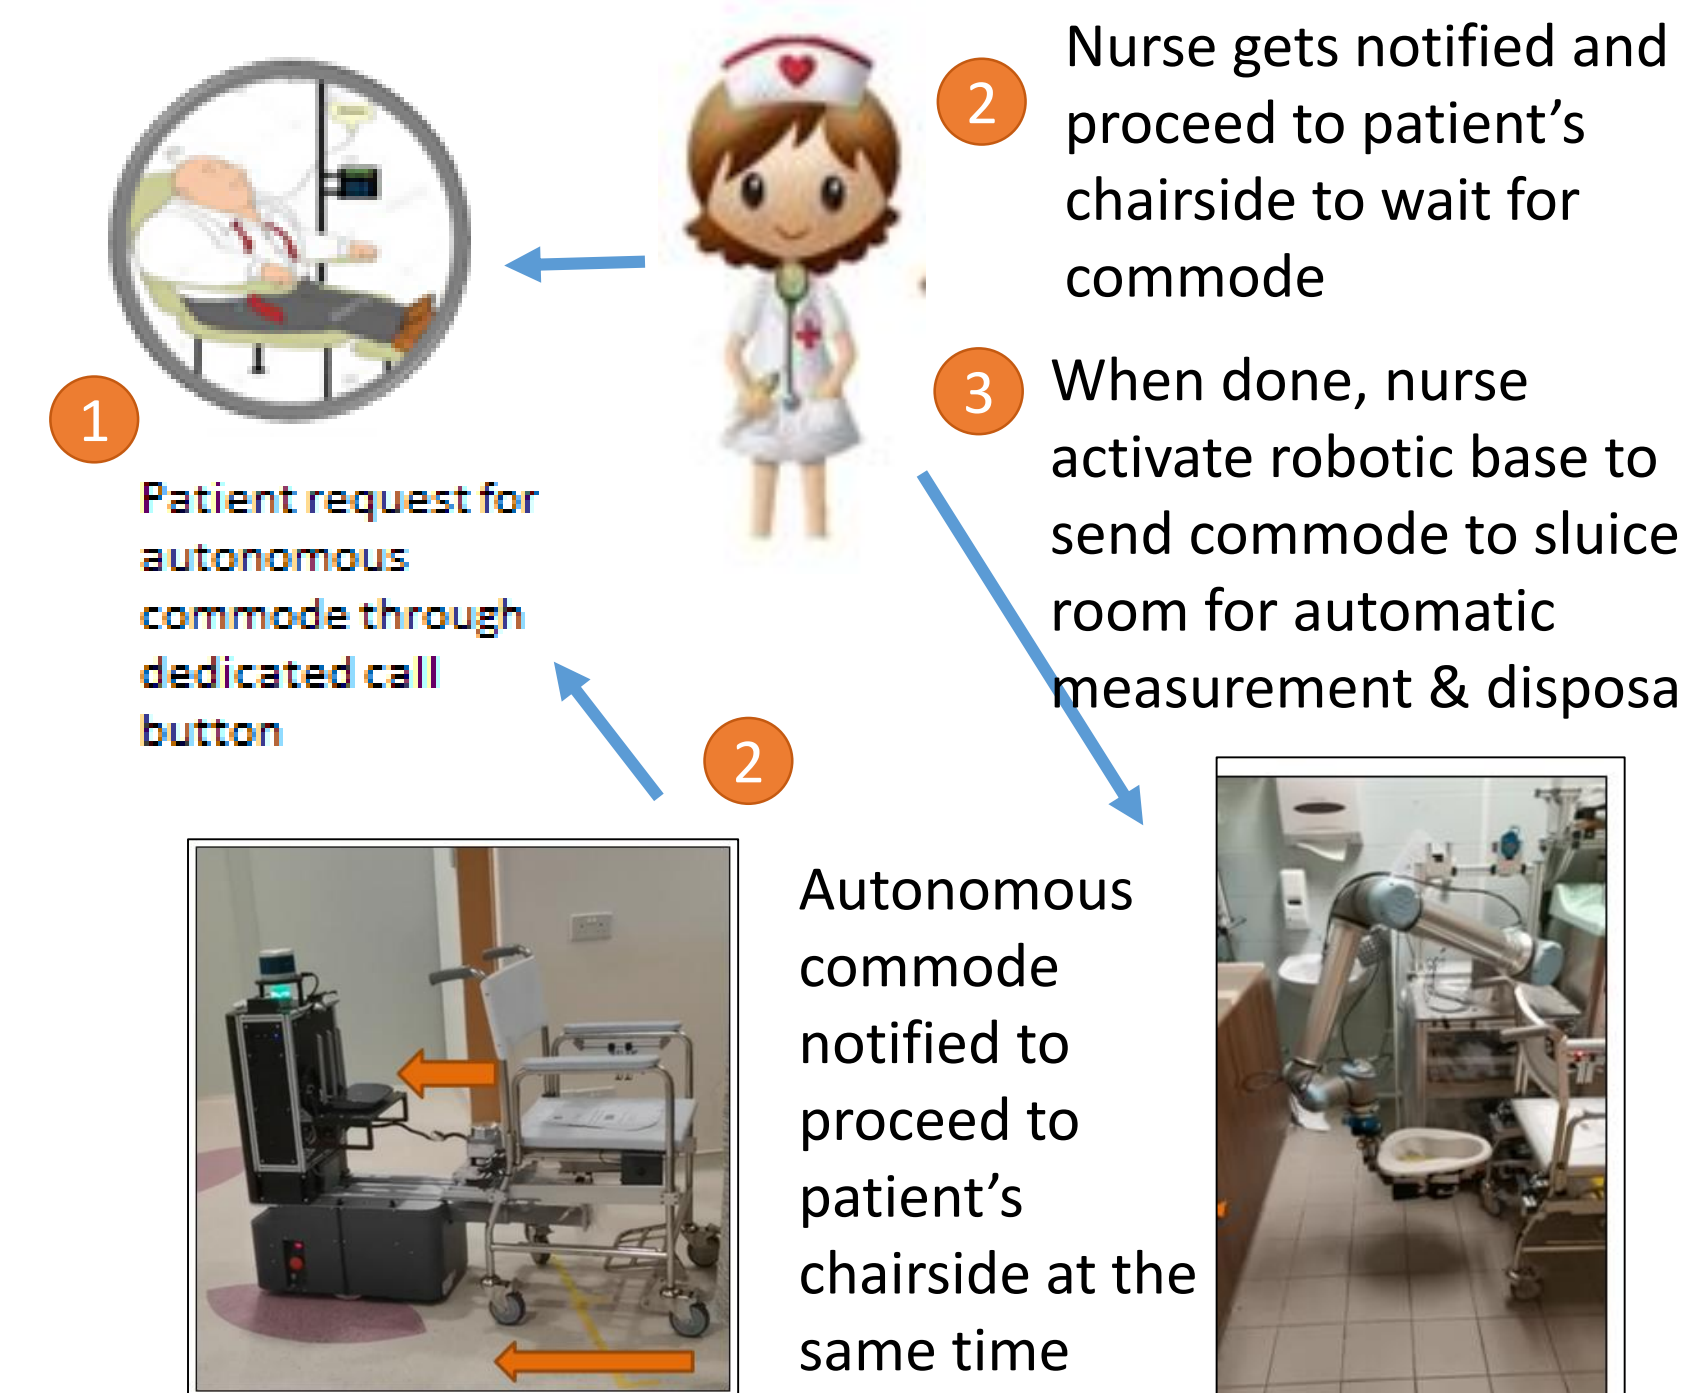 1
Patient request for
autonomous
commode through
dedicated call
button
2
Nurse gets notified and
proceed to patient’s
chairside to wait for
commode
2
Autonomous
commode
notified to
proceed to
patient’s
chairside at the
same time
3
When done, nurse
activate robotic base to
send commode to sluice
room for automatic
measurement & disposa